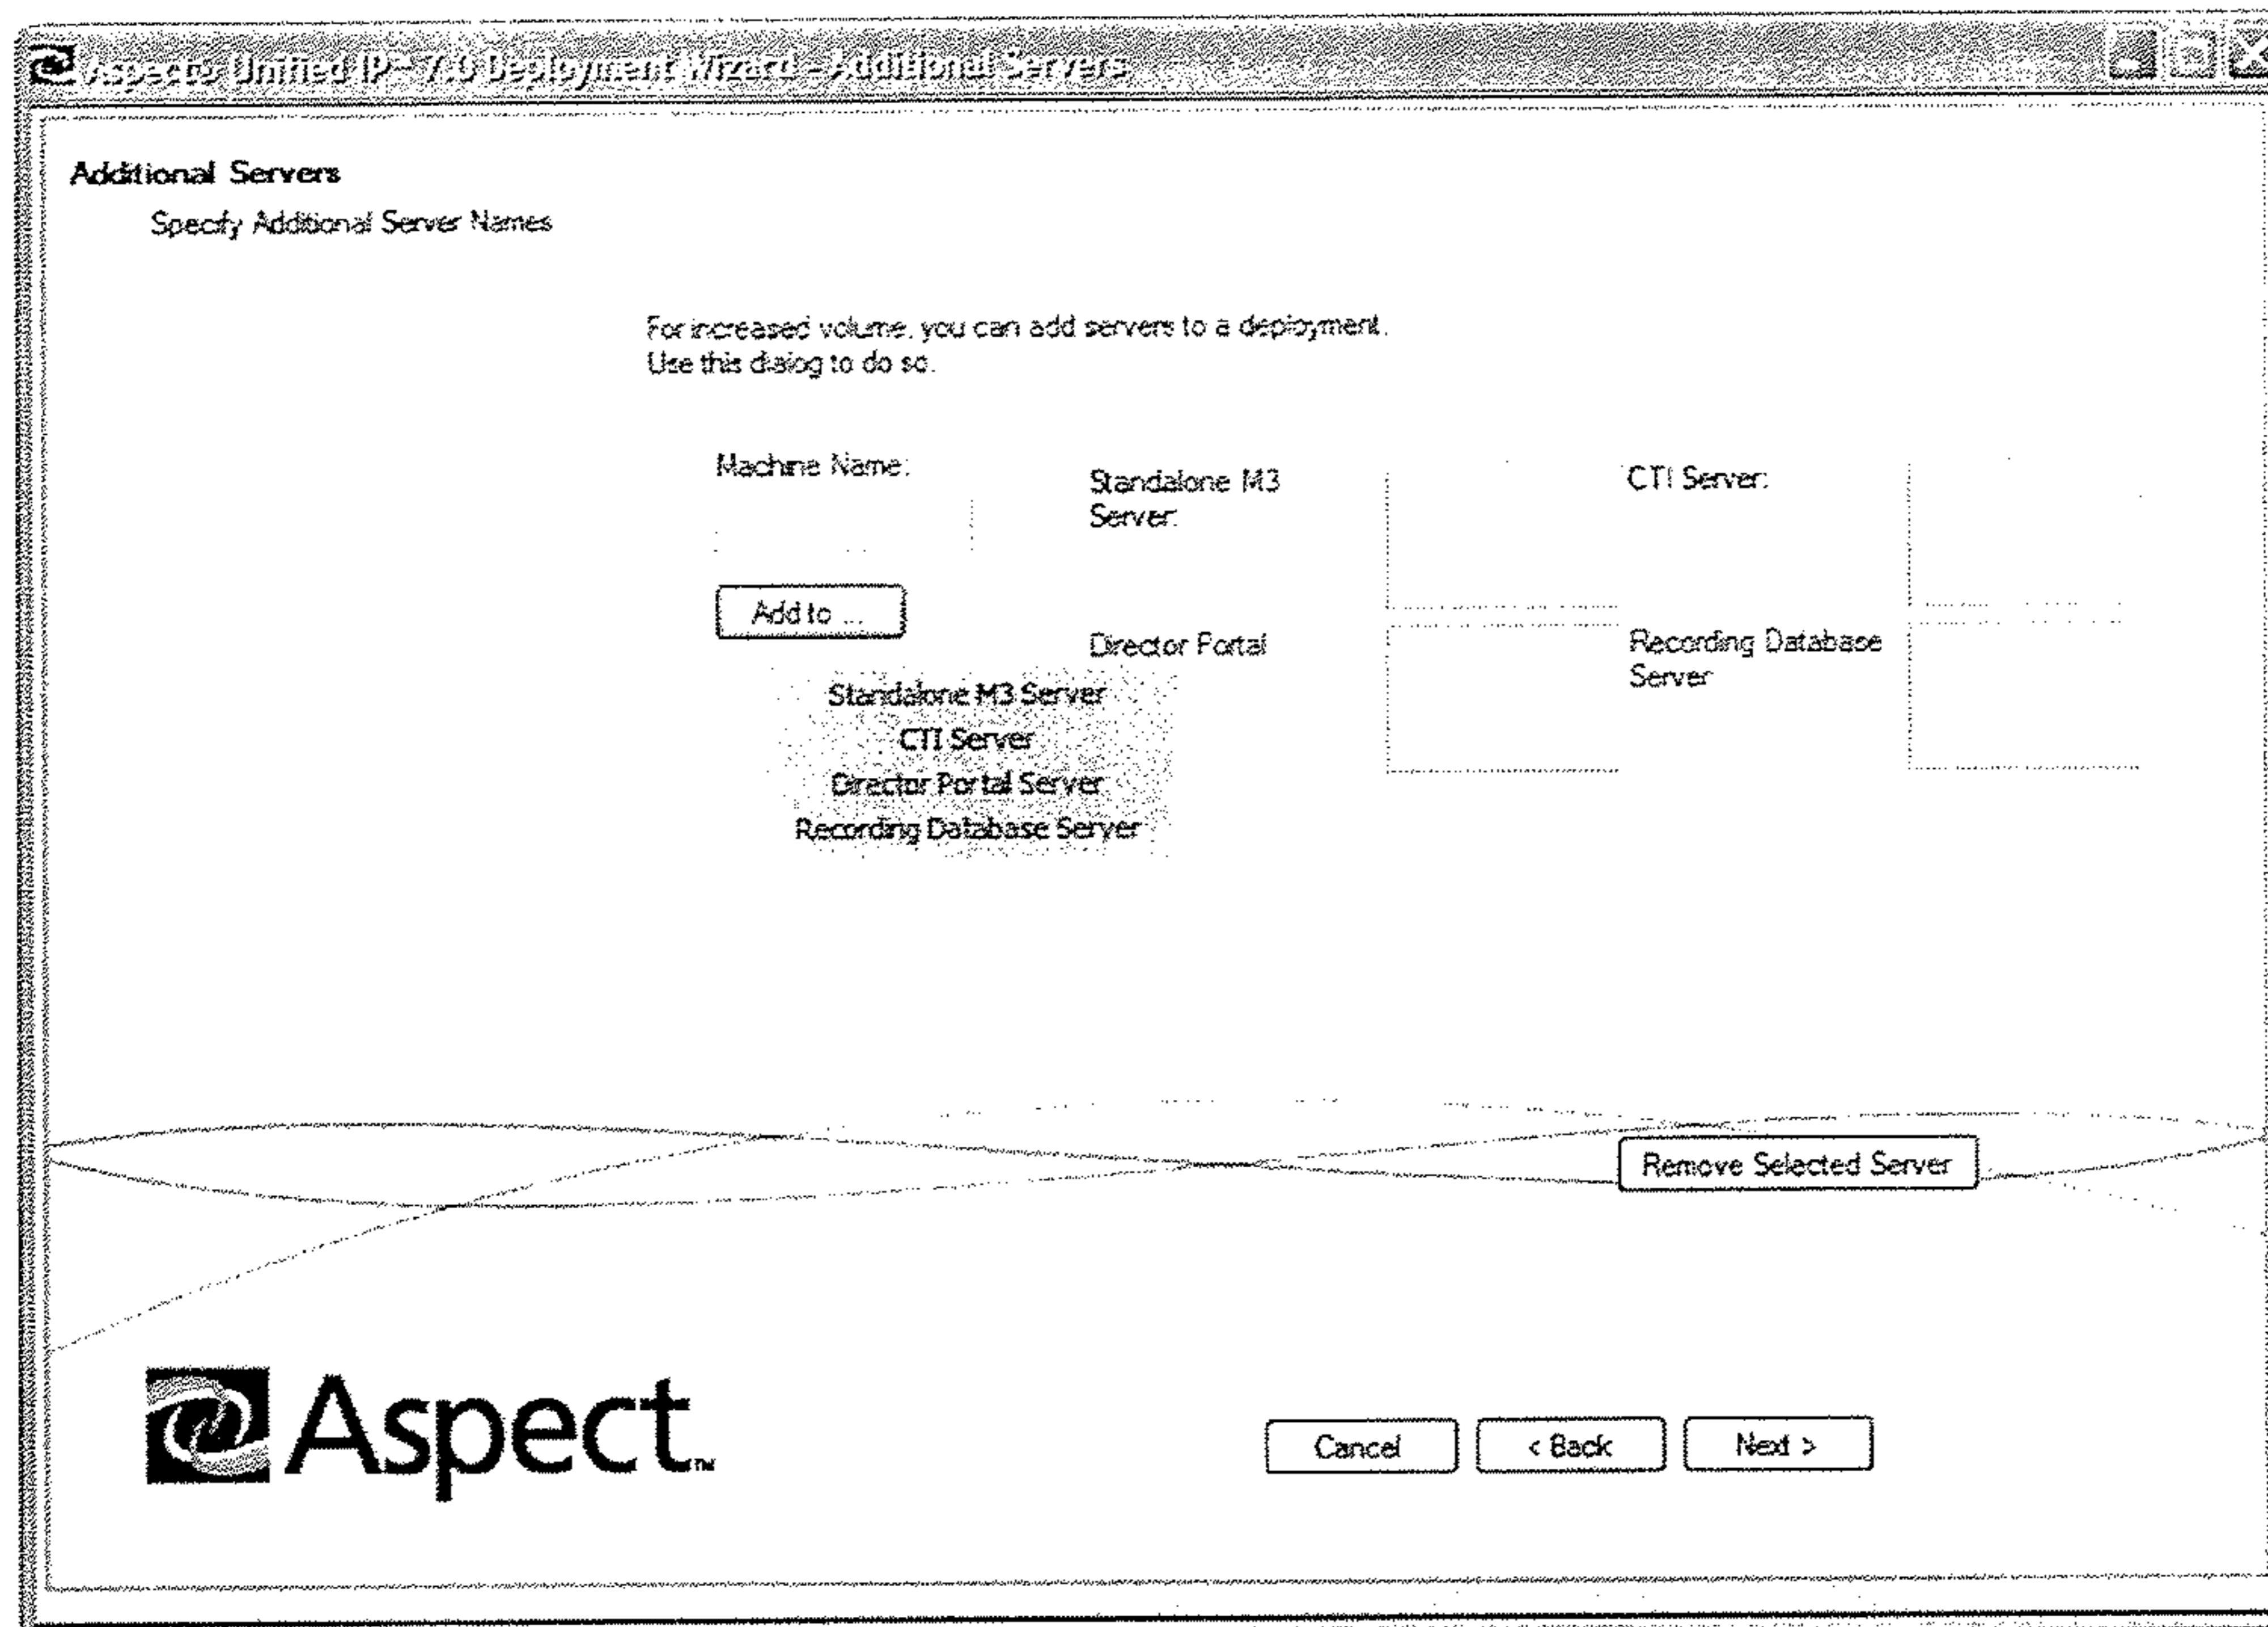 Aspect® Unified IP™ 7.0 Deployment Wizard - Additional Servers
Additional Servers
Specify Additional Server Names
For increased volume, you can add servers to a deployment.
Use this dialog to do so.
Machine Name:
Standalone M3
Server:
CTI Server:
Add to ...
Director Portal
Recording Database
Server
Standalone M3 Server
CTI Server
Director Portal Server
Recording Database Server
Remove Selected Server
Aspect™
Cancel
< Back
Next >